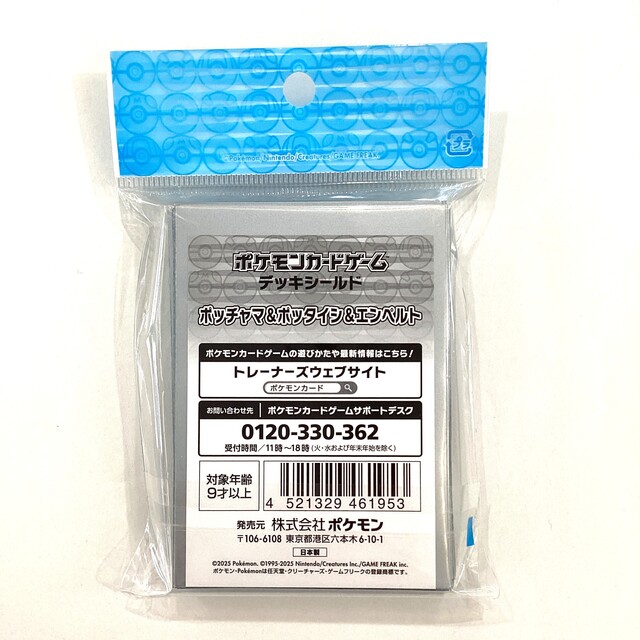 ©Pokémon. Nintendo/Creatures/GAME FREAK
プラ
ポケモンカードゲーム
デッキシールド
ポッチャマ&ポッタイシ&エンペルト
ポケモンカードゲームの遊びかたや最新情報はこちら!
トレーナーズウェブサイト
ポケモンカード
お問い合わせ先 ポケモンカードゲームサポートデスク
0120-330-362
受付時間/11時〜18時(火・水および年末年始を除く)
対象年齢
9才以上
4 521329 461953
発売元 株式会社ポケモン
〒106-6108 東京都港区六本木6-10-1
日本製
©2025 Pokémon. ©1995-2025 Nintendo/Creatures Inc./GAME FREAK inc.
ポケモン・Pokémonは任天堂・クリーチャーズ・ゲームフリークの登録商標です。